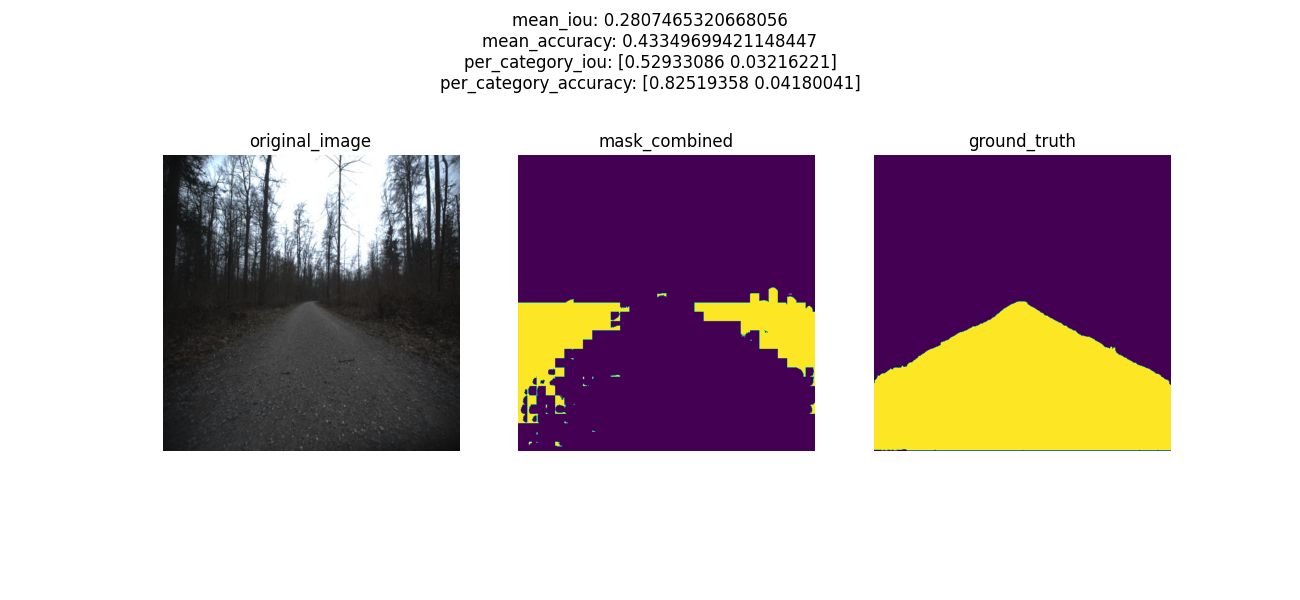 mean_iou: 0.2807465320668056
mean_accuracy: 0.43349699421148447
per_category_iou: [0.52933086 0.03216221]
per_category_accuracy: [0.82519358 0.04180041]
original_image
mask_combined
ground_truth